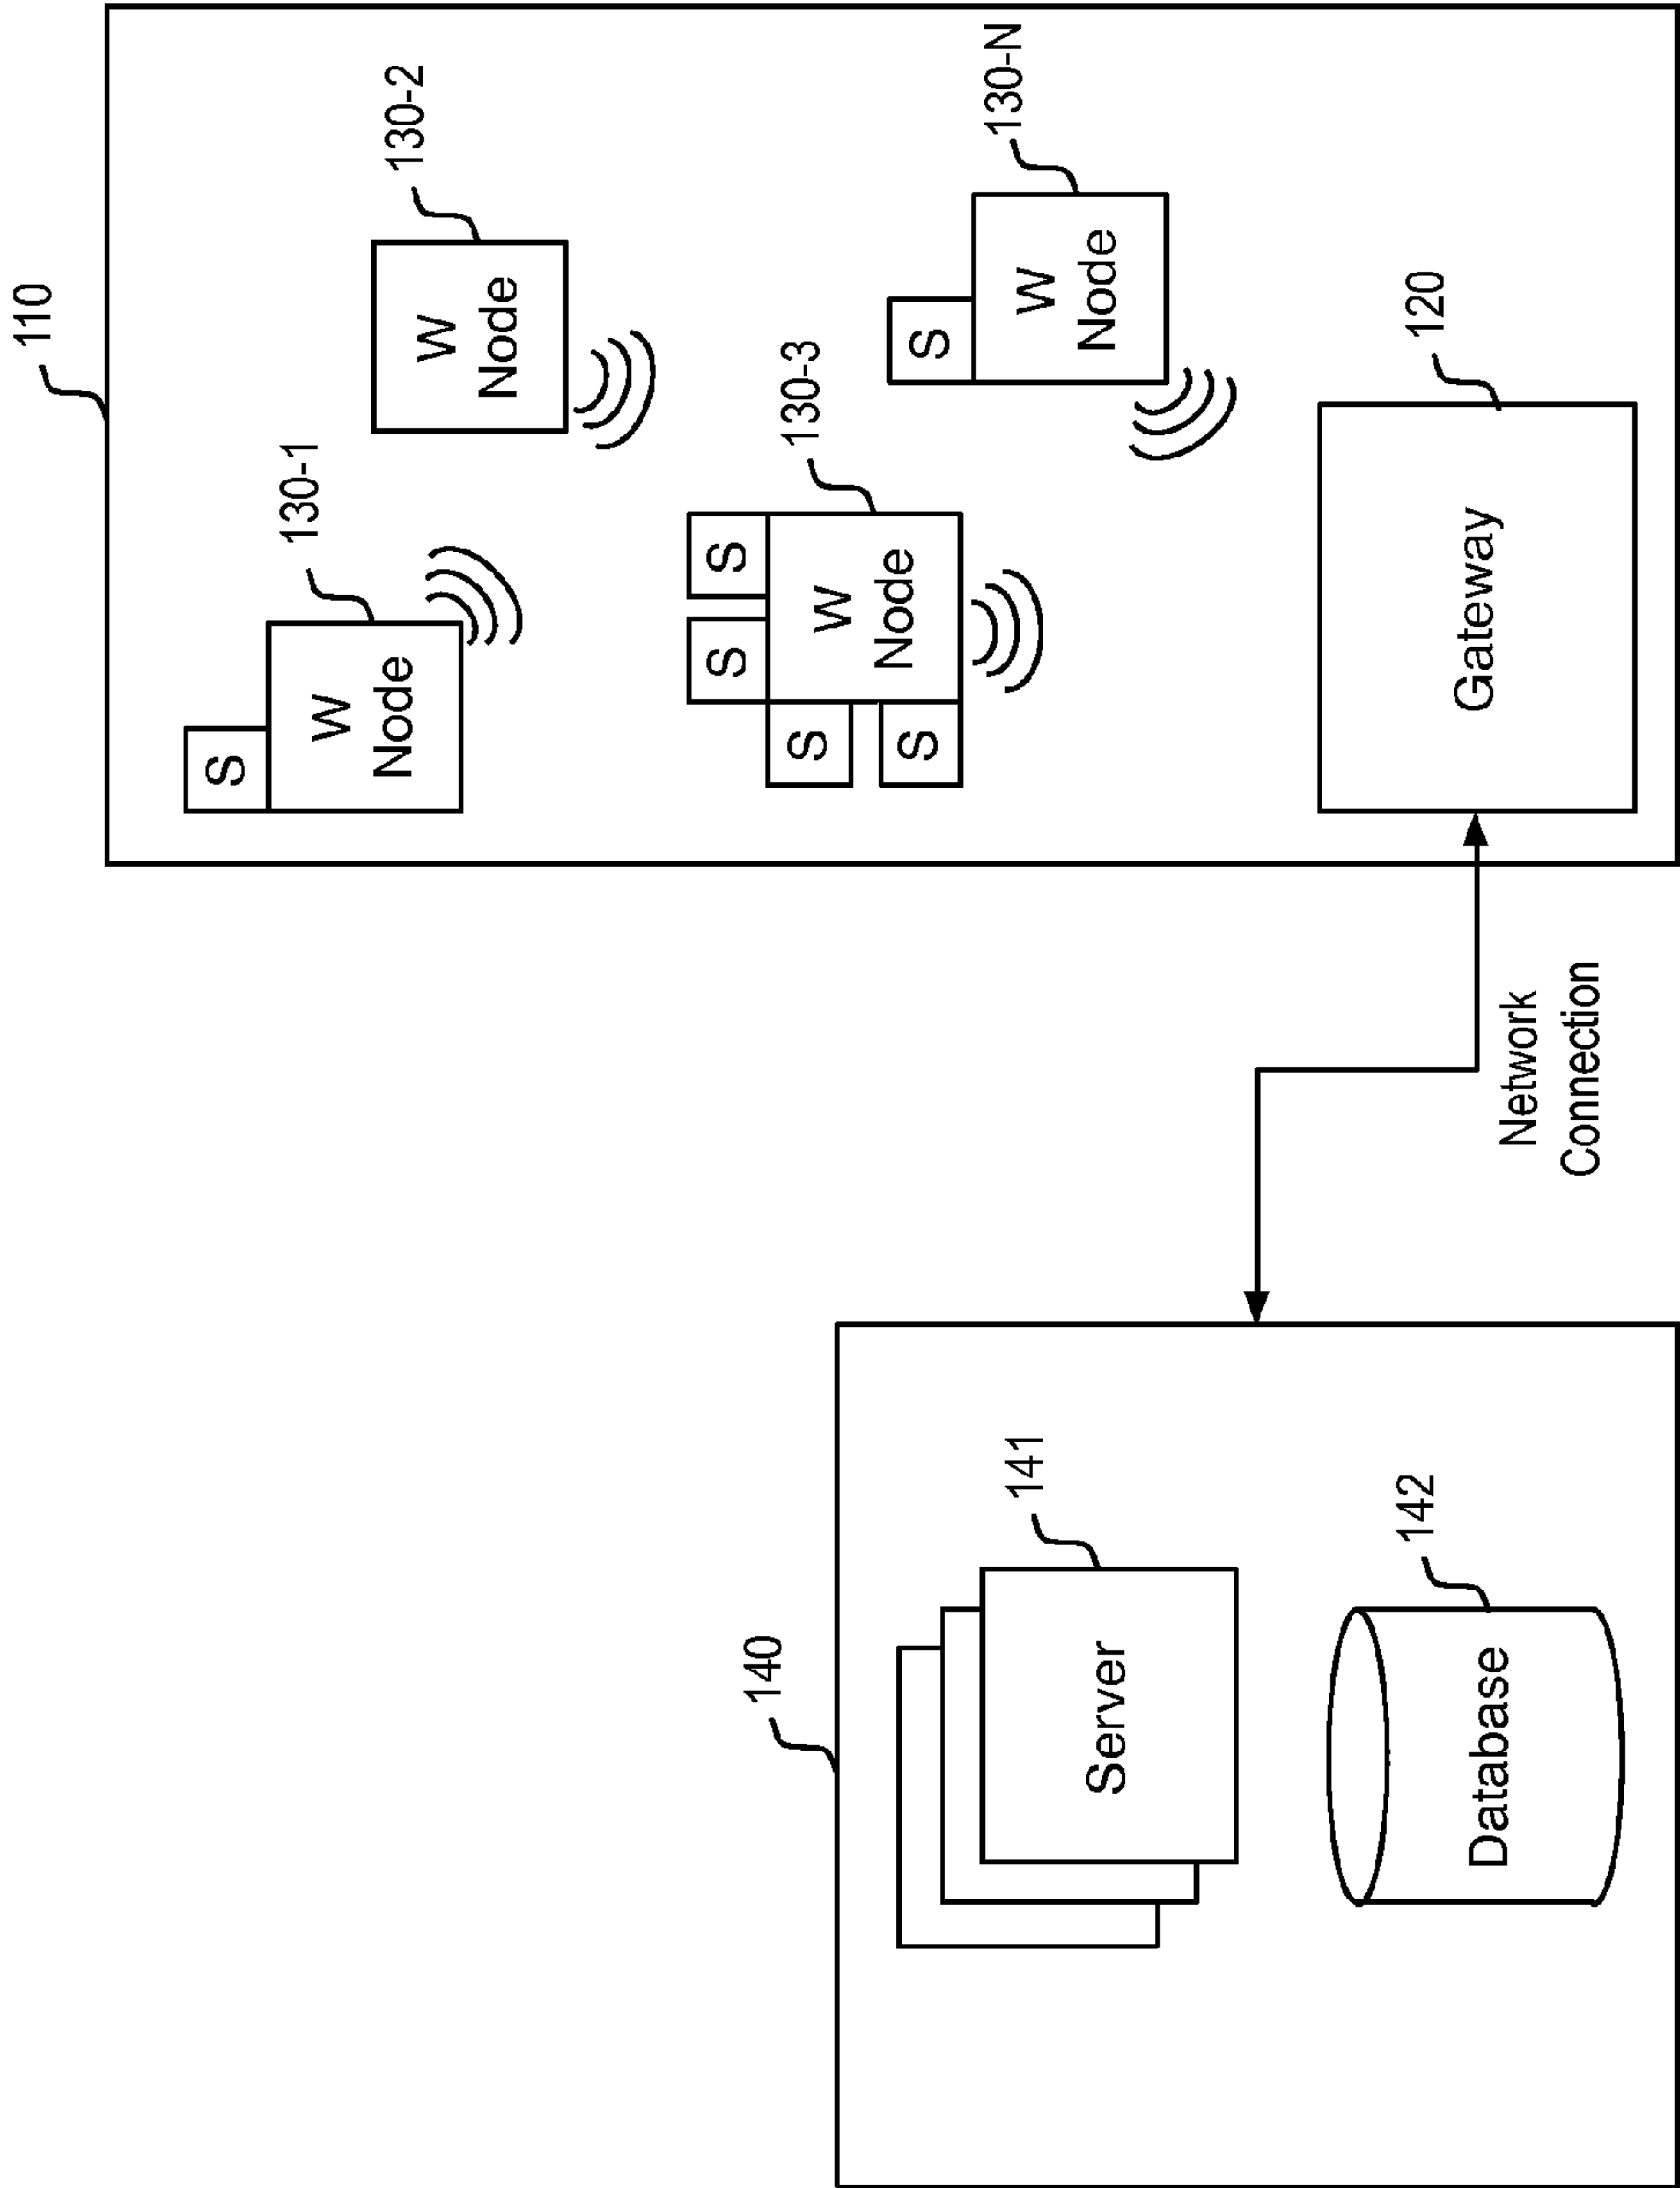 140
141
Server
142
Database
Network
Connection
110
130-1
S
W
Node
130-2
W
Node
130-3
S
S
S
S
W
Node
130-N
S
W
Node
120
Gateway